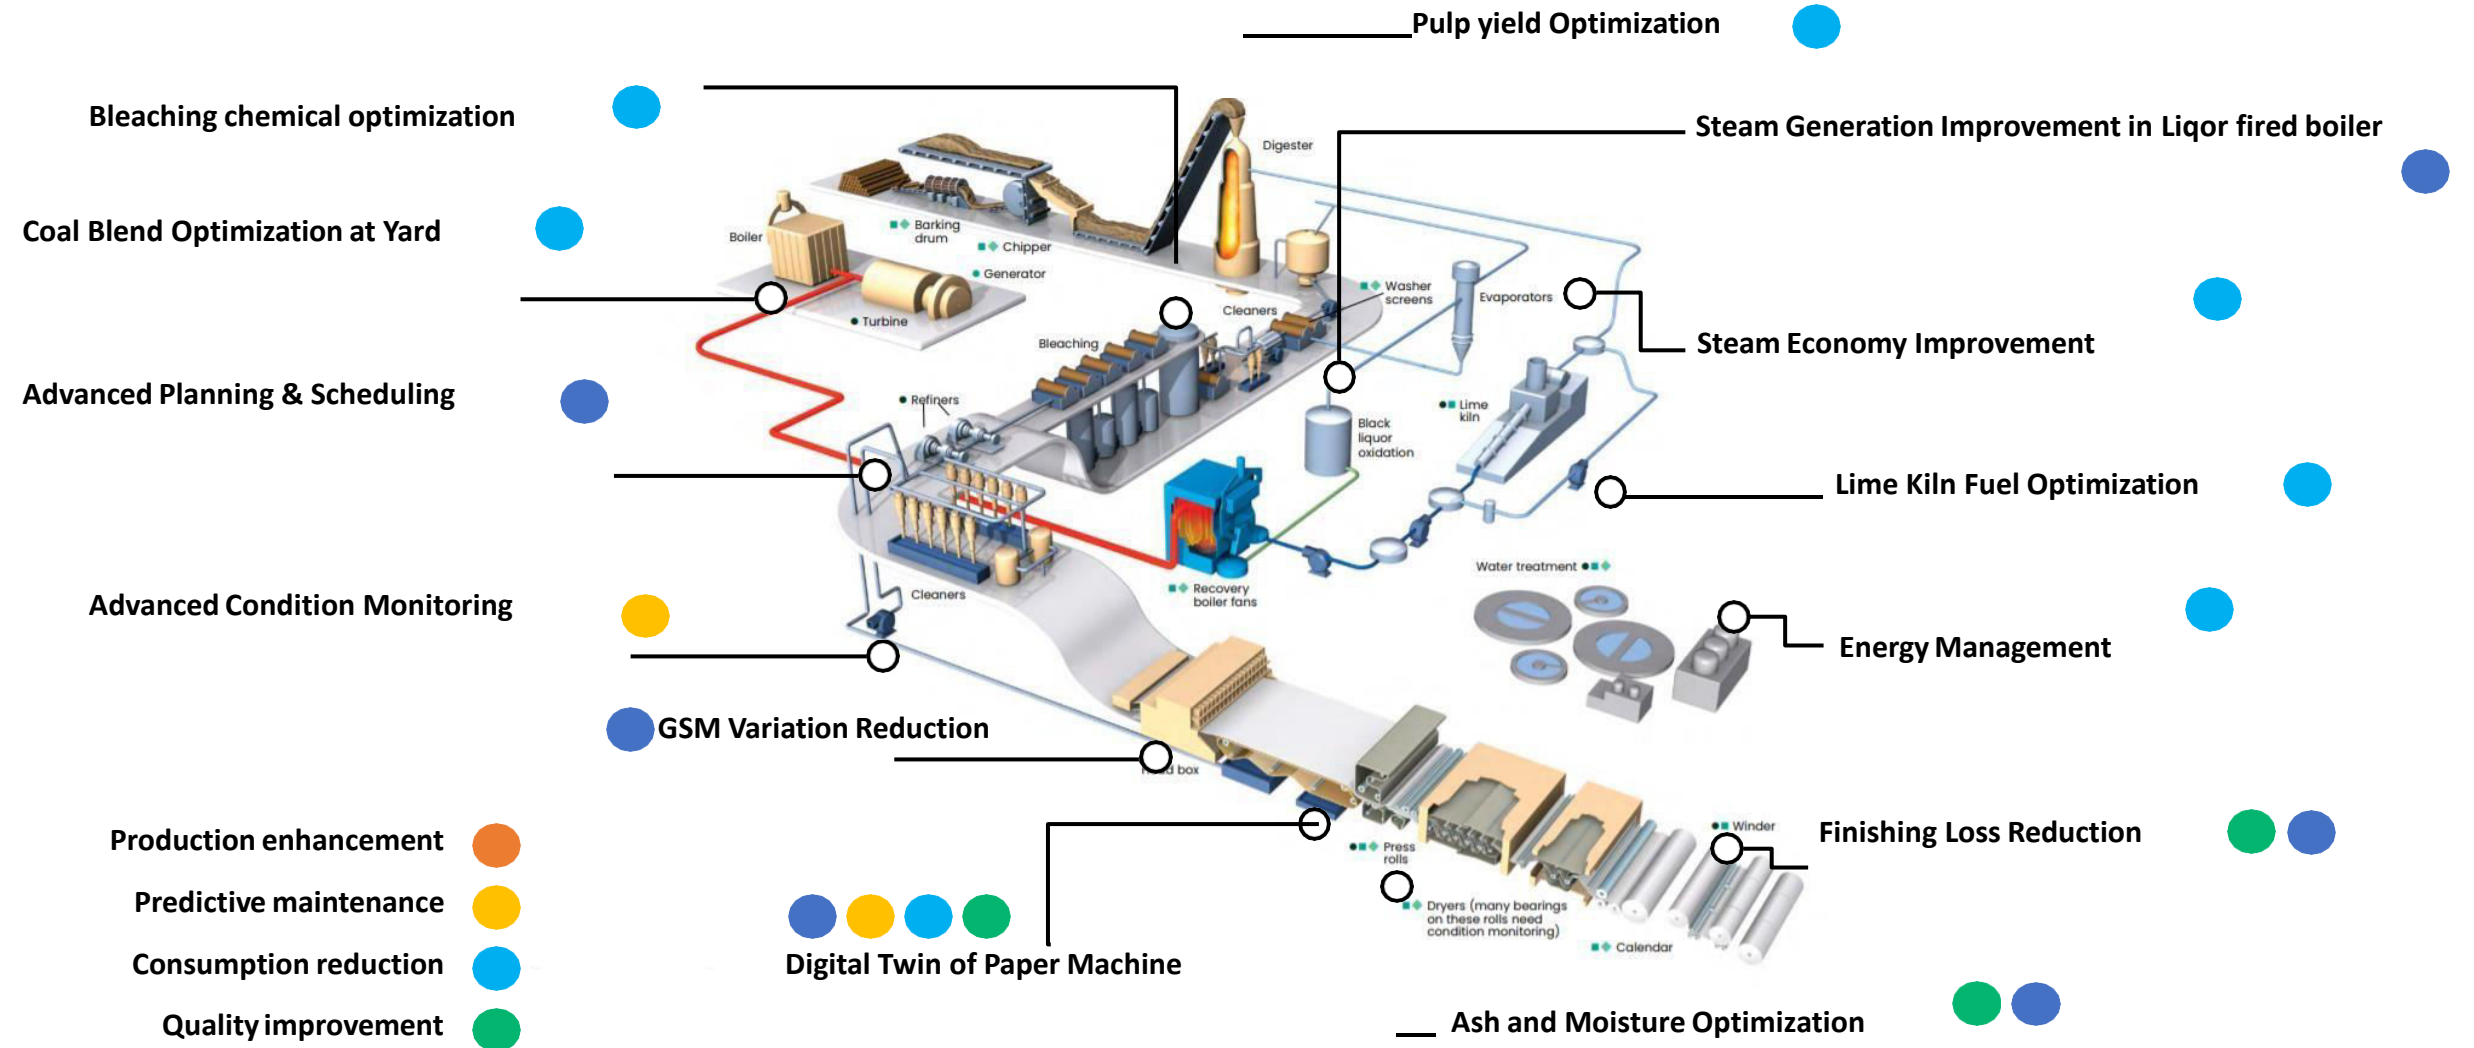 Pulp yield Optimization
Bleaching chemical optimization
Steam Generation Improvement in Liqor fired boiler
Digester
Coal Blend Optimization at Yard
Boiler
Barking
drum
Chipper
Generator
Turbine
Washer
screens
Cleaners
Evaporators
Bleaching
Steam Economy Improvement
Advanced Planning & Scheduling
Refiners
Lime
kiln
Black
liquor
oxidation
Lime Kiln Fuel Optimization
Water treatment
Advanced Condition Monitoring
Cleaners
Recovery
boiler fans
Energy Management
GSM Variation Reduction
box
Production enhancement
Winder
Finishing Loss Reduction
Press
rolls
Predictive maintenance
Dryers (many bearings
on these rolls need
condition monitoring)
Calendar
Consumption reduction
Digital Twin of Paper Machine
Quality improvement
Ash and Moisture Optimization